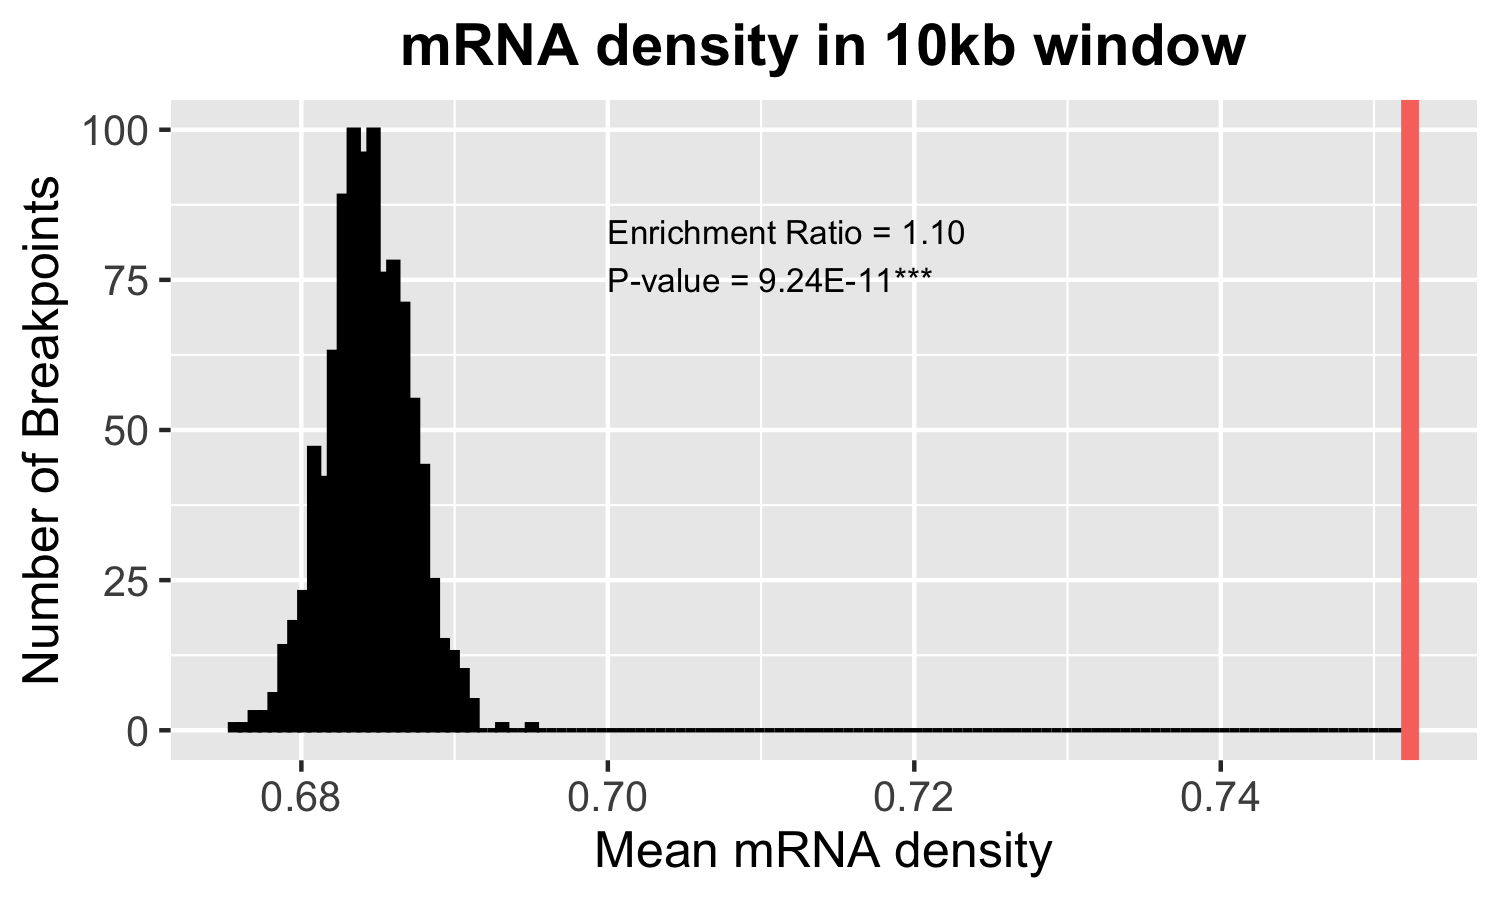 mRNA density in 10kb window
Number of Breakpoints
100
75
50
25
0
Enrichment Ratio = 1.10
P-value = 9.24E-11***
0.68 0.70 0.72 0.74
Mean mRNA density